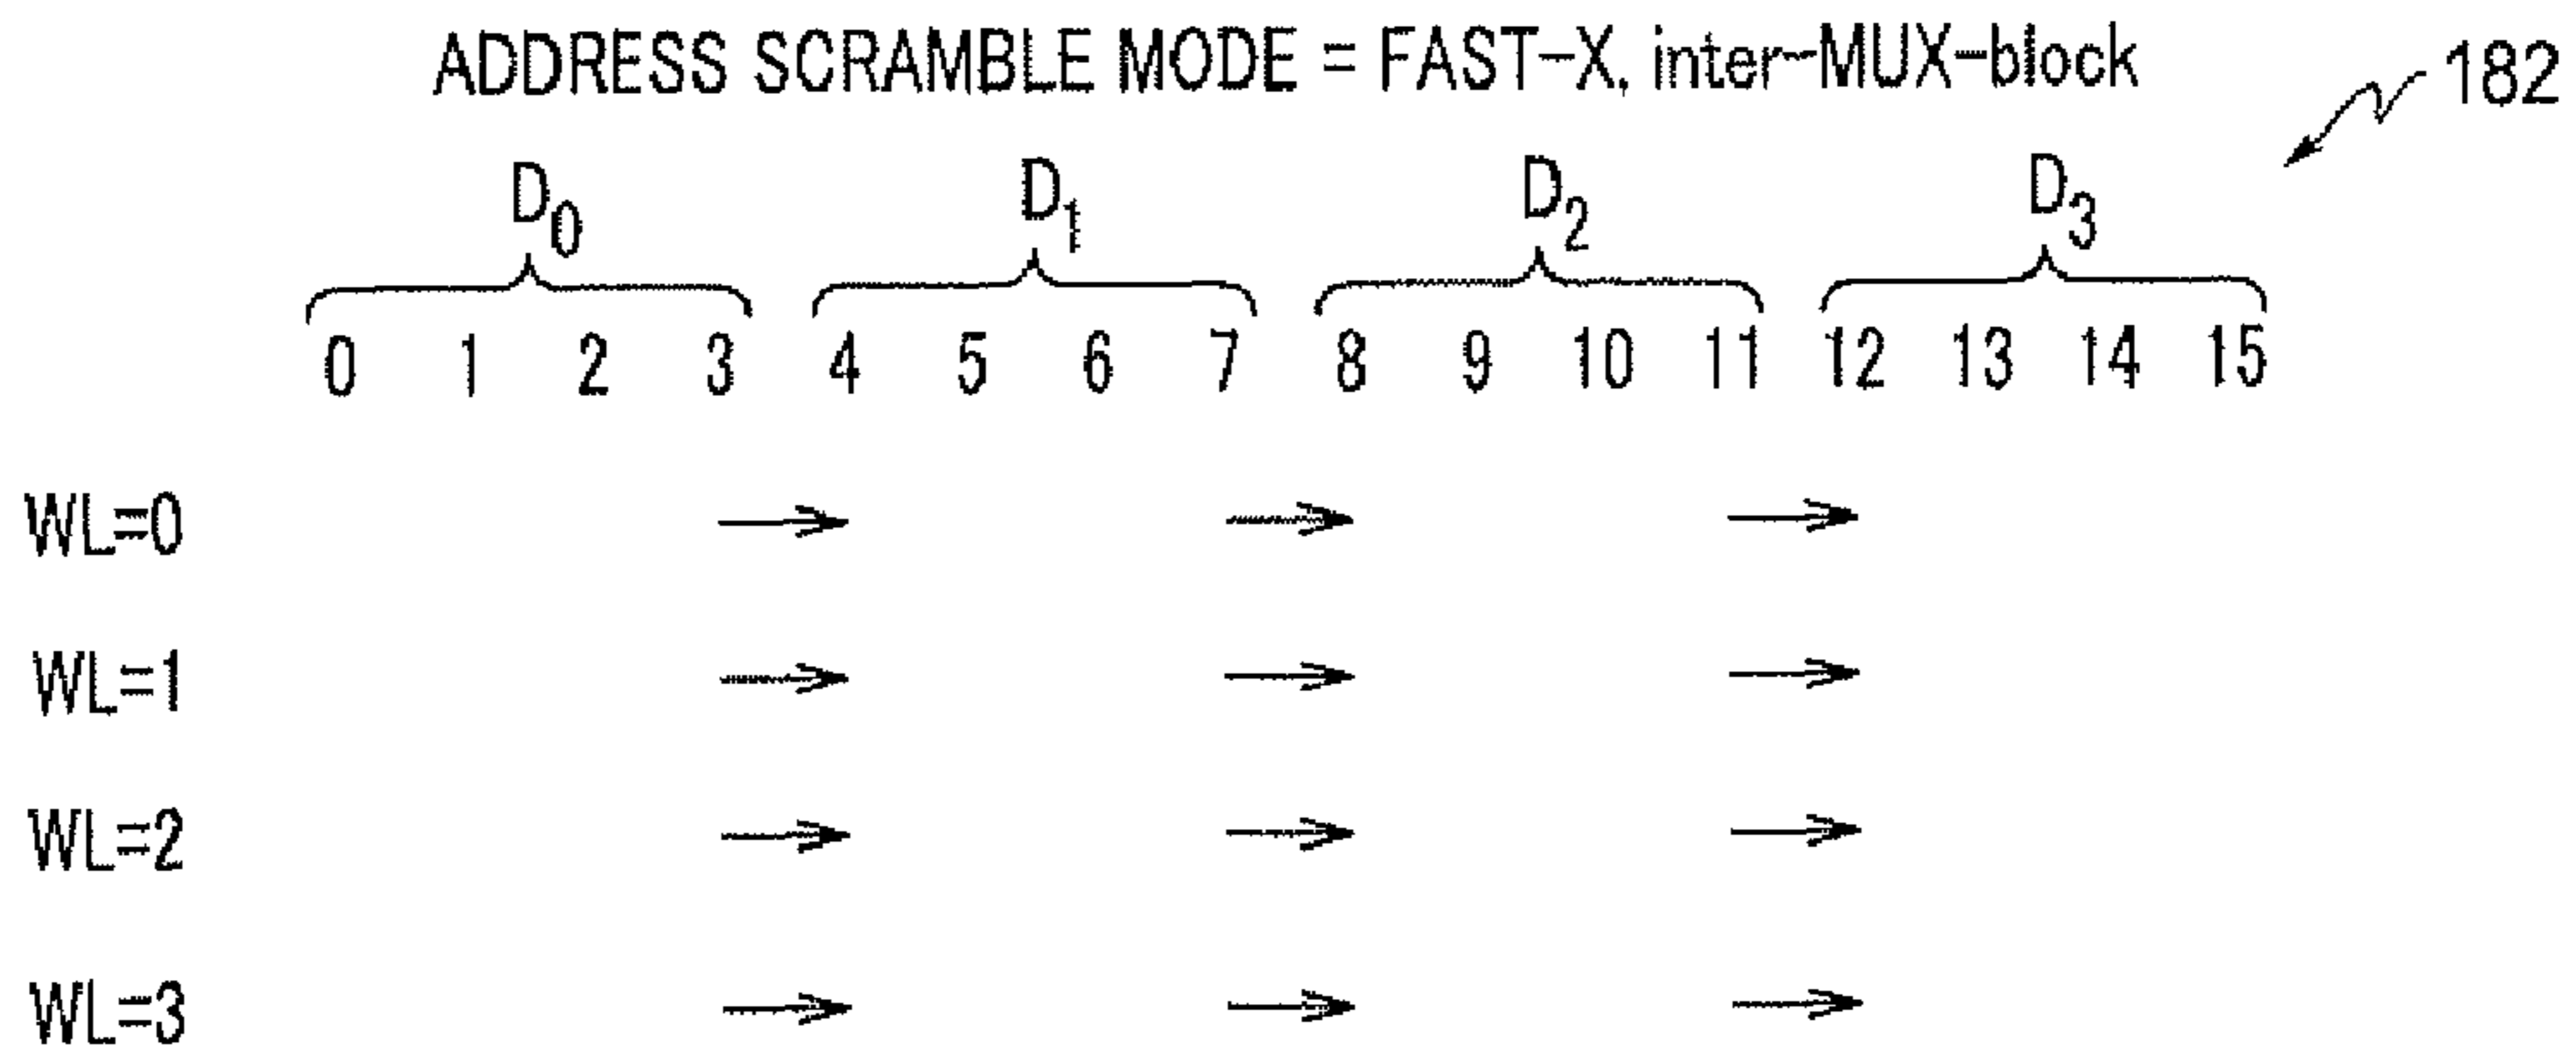 ADDRESS SCRAMBLE MODE = FAST-X, inter-MUX-block
182
D0 D1 D2 D3
0 1 2 3 4 5 6 7 8 9 10 11 12 13 14 15
WL=0
WL=1
WL=2
WL=3